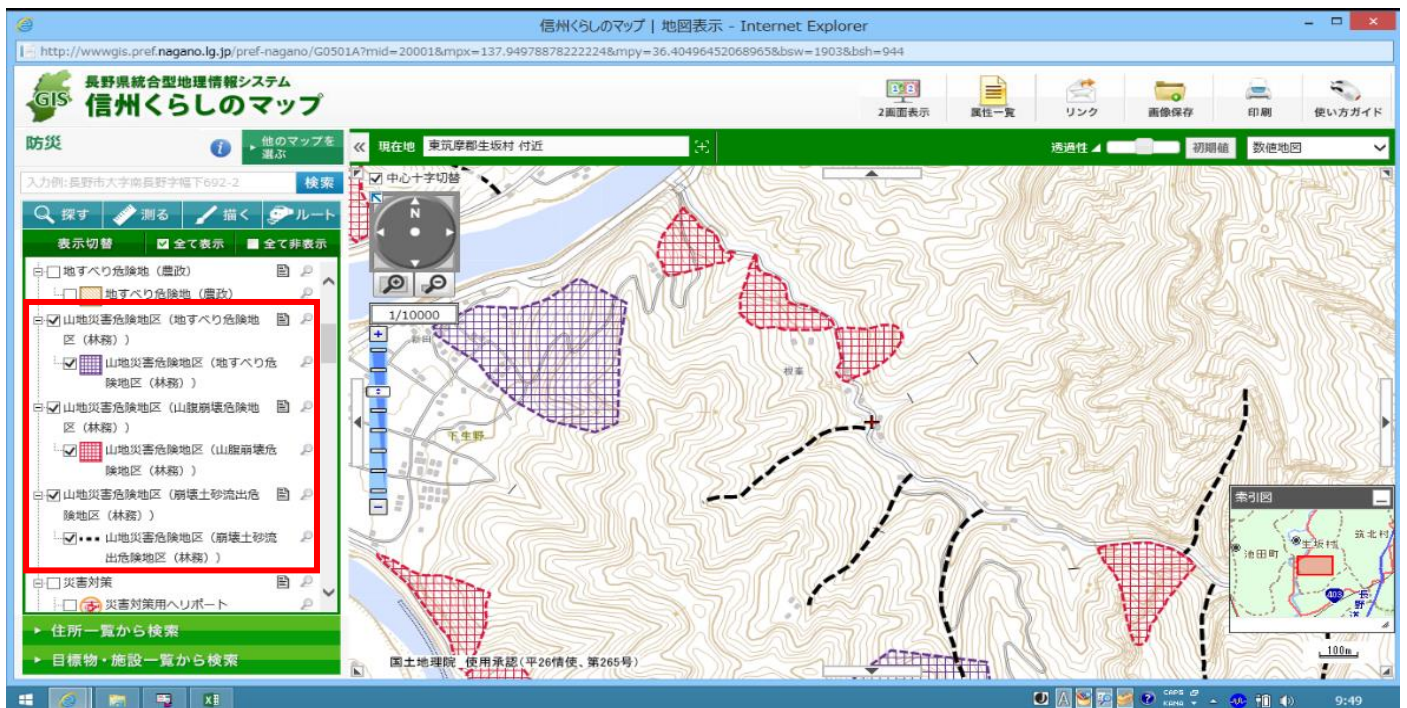 信州くらしのマップ | 地図表示 - Internet Explorer
http://wwwgis.pref.nagano.lg.jp/pref-nagano/G0501A?mid=20001&mpx=137.94978878222224&mpy=36.40496452068965&bsw=1903&bsh=944
長野県統合型地理情報システム
GIS 信州くらしのマップ
2画面表示 属性一覧 リンク 画像保存 印刷 使い方ガイド
防災
他のマップを
選ぶ
現在地 東筑摩郡生坂村 付近
透過性 初期値 数値地図
入力例:長野市大字南長野字幅下692-2 検索
中心十字切替
探す 測る 描く ルート
表示切替 全て表示 全て非表示
N
地すべり危険地（農政）
地すべり危険地（農政）
山地災害危険地区（地すべり危険地
区（林務））
山地災害危険地区（地すべり危
険地区（林務））
山地災害危険地区（山腹崩壊危険地
区（林務））
山地災害危険地区（山腹崩壊危
険地区（林務））
山地災害危険地区（崩壊土砂流出危
険地区（林務））
山地災害危険地区（崩壊土砂流
出危険地区（林務））
災害対策
災害対策用ヘリポート
住所一覧から検索
目標物・施設一覧から検索
1/10000
下生野
索引図
池田町
生坂村
筑北村
403
長
野
道
100m
国土地理院 使用承認(平26情使、第265号)
CAPS
KANA
9:49